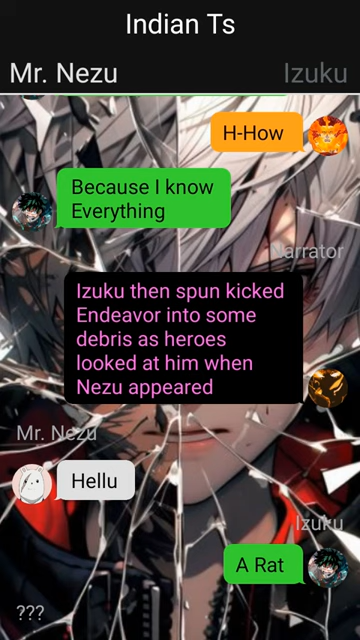 Indian Ts
Mr. Nezu Izuku
H-How
Because I know
Everything
Narrator
Izuku then spun kicked
Endeavor into some
debris as heroes
looked at him when
Nezu appeared
Mr. Nezu
Hellu
Izuku
A Rat
???